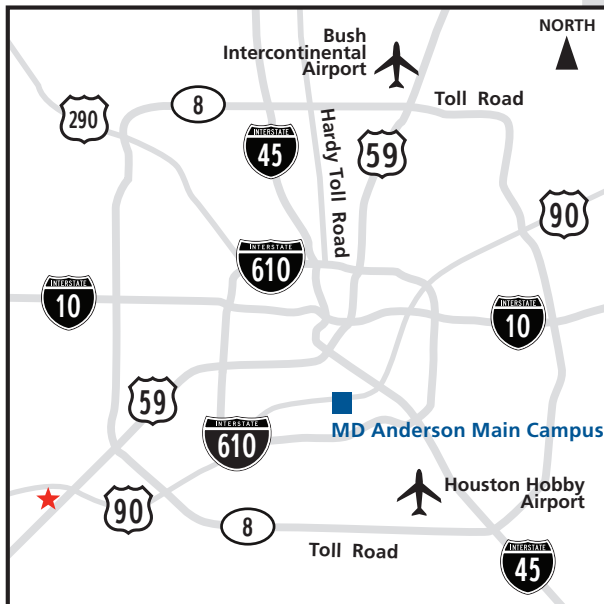 NORTH
Bush
Intercontinental
Airport
Toll Road
8
290
INTERSTATE
45
Hardy Toll Road
59
90
INTERSTATE
610
INTERSTATE
10
INTERSTATE
10
59
MD Anderson Main Campus
INTERSTATE
610
Houston Hobby
Airport
90
8
Toll Road
INTERSTATE
45